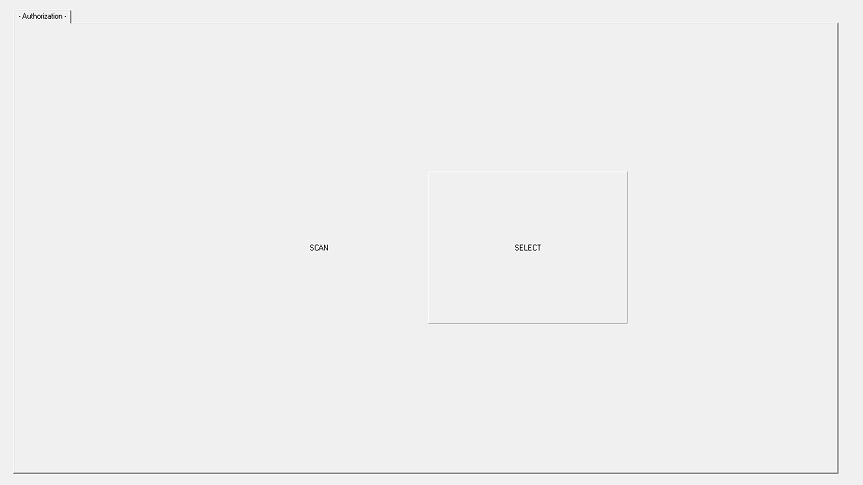 - Authorization -
SCAN
SELECT